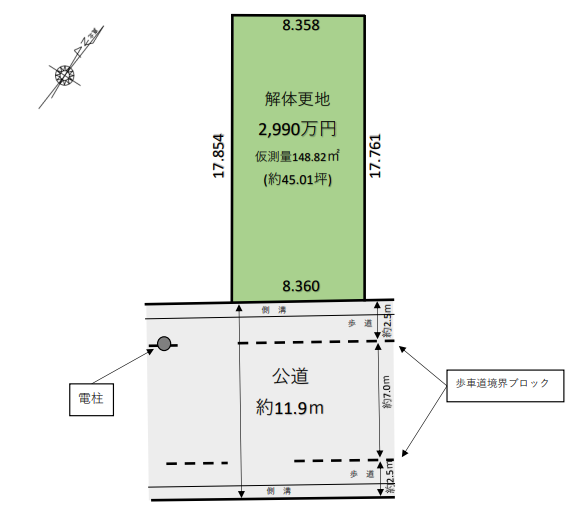 真北
N
8.358
解体更地
2,990万円
仮測量148.82㎡
(約45.01坪)
17.854
17.761
8.360
側 溝
歩 道
約2.5m
電柱
公道
約11.9m
約7.0m
歩車道境界ブロック
歩 道
約2.5m
側 溝